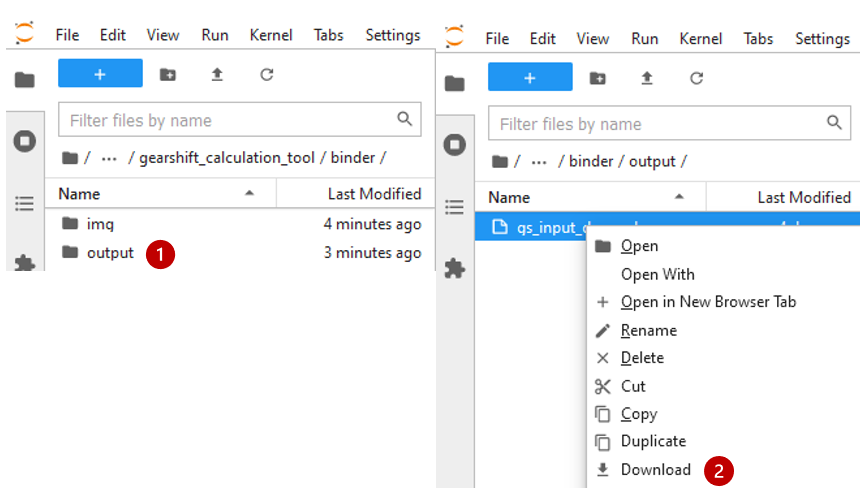 File Edit View Run Kernel Tabs Settings
+
Filter files by name
/ ... / gearshift_calculation_tool / binder /
Name Last Modified
img 4 minutes ago
output 1 3 minutes ago
File Edit View Run Kernel Tabs Settings
+
Filter files by name
/ ... / binder / output /
Name Last Modified
Open
Open With
Open in New Browser Tab
Rename
Delete
Cut
Copy
Duplicate
Download 2